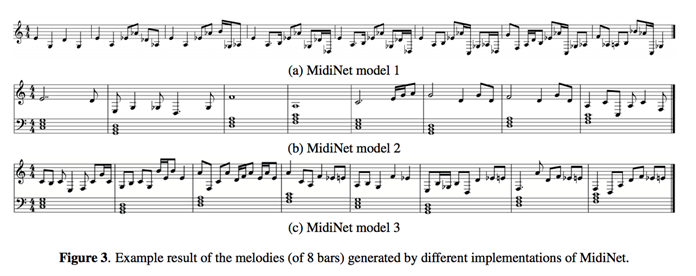 (a) MidiNet model 1
(b) MidiNet model 2
(c) MidiNet model 3
Figure 3. Example result of the melodies (of 8 bars) generated by different implementations of MidiNet.